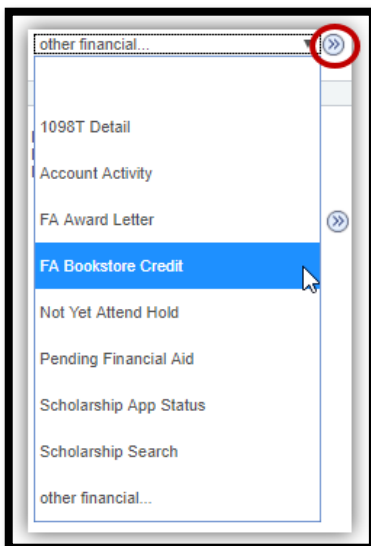 other financial...
1098T Detail
Account Activity
FA Award Letter
FA Bookstore Credit
Not Yet Attend Hold
Pending Financial Aid
Scholarship App Status
Scholarship Search
other financial...